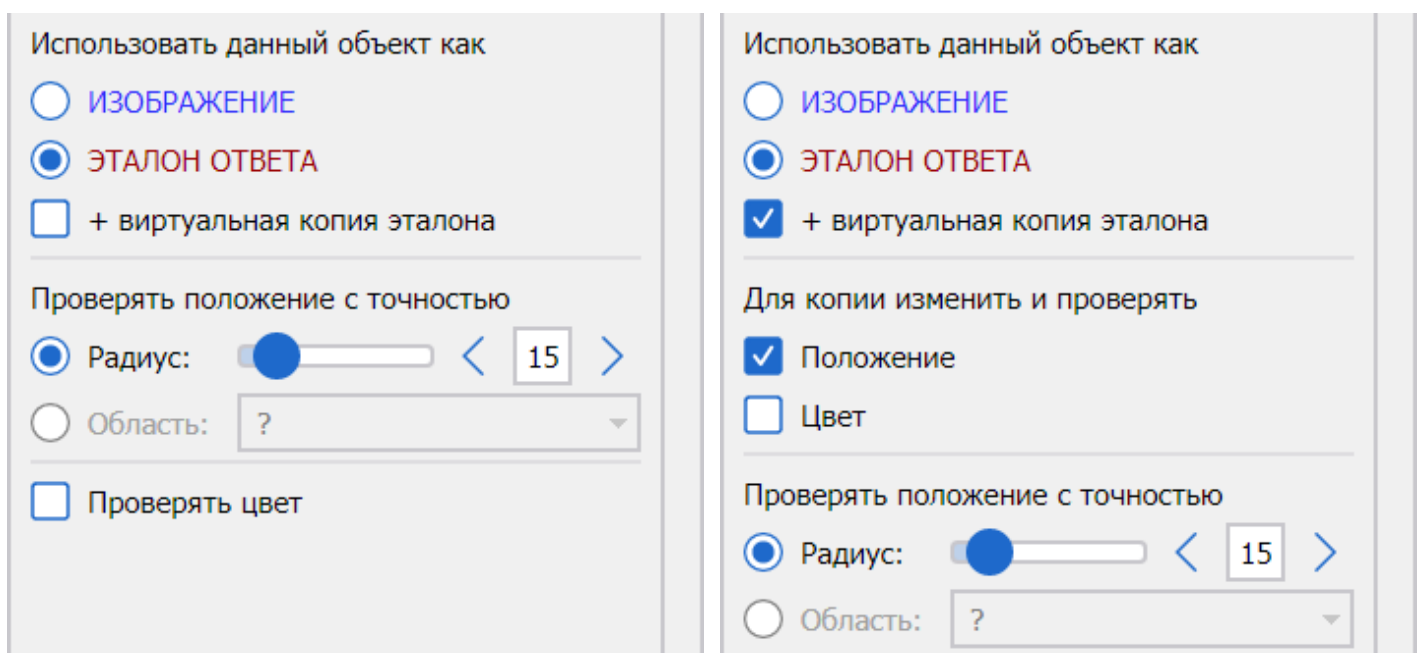 Использовать данный объект как
ИЗОБРАЖЕНИЕ
ЭТАЛОН ОТВЕТА
+ виртуальная копия эталона
Проверять положение с точностью
Радиус: 15
Область: ?
Проверять цвет
Использовать данный объект как
ИЗОБРАЖЕНИЕ
ЭТАЛОН ОТВЕТА
+ виртуальная копия эталона
Для копии изменить и проверять
Положение
Цвет
Проверять положение с точностью
Радиус: 15
Область: ?